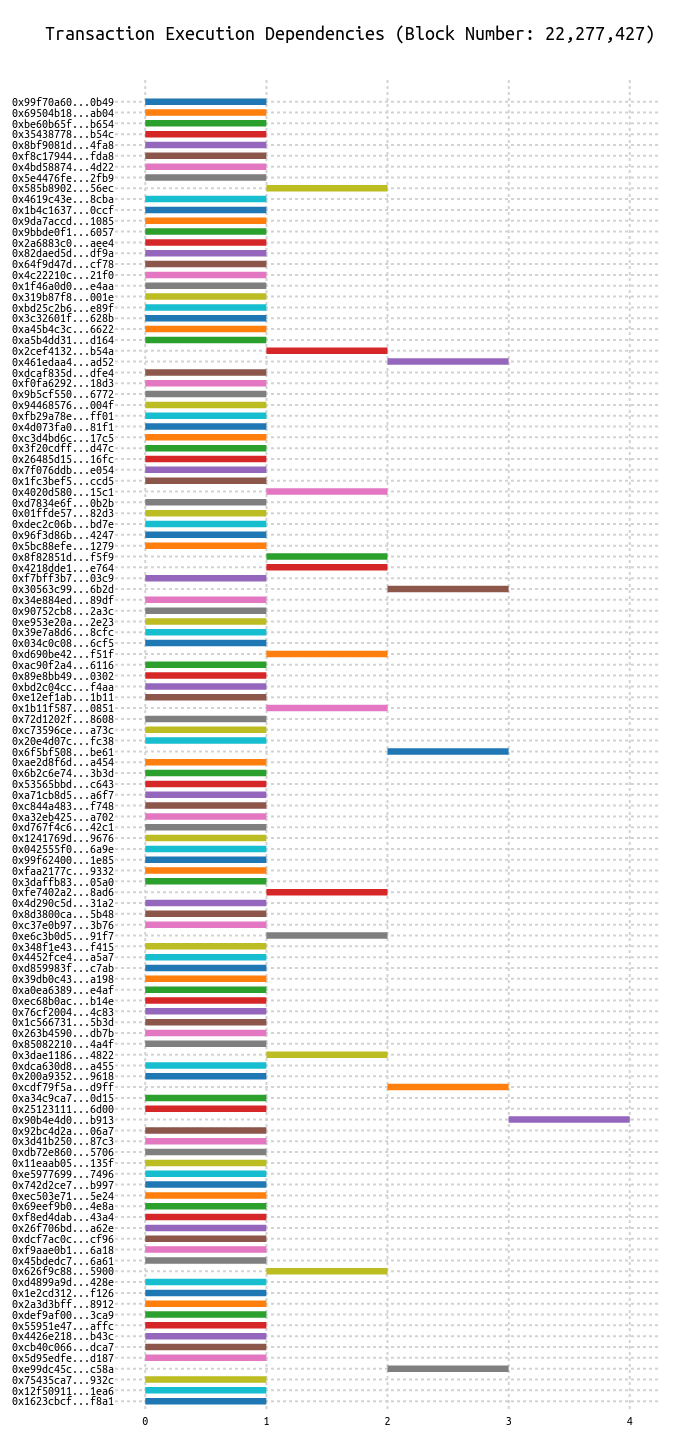 Transaction Execution Dependencies (Block Number: 22,277,427)
0x99f70a60...0b49
0x69504b18...ab04
0xbe60b65f...b654
0x35438778...b54c
0x8bf9081d...4fa8
0xf8c17944...fda8
0x4bd58874...4d22
0x5e4476fe...2fb9
0x585b8902...56ec
0x4619c43e...8cba
0x1b4c1637...0ccf
0x9da7accd...1085
0x9bbde0f1...6057
0x2a6883c0...aee4
0x82daed5d...df9a
0x64f9d47d...cf78
0x4c22210c...21f0
0x1f46a0d0...e4aa
0x319b87f8...001e
0xbd25c2b6...e89f
0x3c32601f...628b
0xa45b4c3c...6622
0xa5b4dd31...d164
0x2cef4132...b54a
0x461edaa4...ad52
0xdcaf835d...dfe4
0xf0fa6292...18d3
0x9b5cf550...6772
0x94468576...004f
0xfb29a78e...ff01
0x4d073fa0...81f1
0xc3d4bd6c...17c5
0x3f20cdff...d47c
0x26485d15...16fc
0x7f076ddb...e054
0x1fc3bef5...ccd5
0x4020d580...15c1
0xd7834e6f...0b2b
0x01ffde57...82d3
0xdec2c06b...bd7e
0x96f3d86b...4247
0x5bc88efe...1279
0x8f82851d...f5f9
0x4218dde1...e764
0xf7bff3b7...03c9
0x30563c99...6b2d
0x34e884ed...89df
0x90752cb8...2a3c
0xe953e20a...2e23
0x39e7a8d6...8cfc
0x034c0c08...6cf5
0xd690be42...f51f
0xac90f2a4...6116
0x89e8bb49...0302
0xbd2c04cc...f4aa
0xe12ef1ab...1b11
0x1b11f587...0851
0x72d1202f...8608
0xc73596ce...a73c
0x20e4d07c...fc38
0x6f5bf508...be61
0xae2d8f6d...a454
0x6b2c6e74...3b3d
0x53565bbd...c643
0xa71cb8d5...a6f7
0xc844a483...f748
0xa32eb425...a702
0xd767f4c6...42c1
0x1241769d...9676
0x042555f0...6a9e
0x99f62400...1e85
0xfaa2177c...9332
0x3daffb83...05a0
0xfe7402a2...8ad6
0x4d290c5d...31a2
0x8d3800ca...5b48
0xc37e0b97...3b76
0xe6c3b0d5...91f7
0x348f1e43...f415
0x4452fce4...a5a7
0xd859983f...c7ab
0x39db0c43...a198
0xa0ea6389...e4af
0xec68b0ac...b14e
0x76cf2004...4c83
0x1c566731...5b3d
0x263b4590...db7b
0x85082210...4a4f
0x3dae1186...4822
0xdca630d8...a455
0x200a9352...9618
0xcdf79f5a...d9ff
0xa34c9ca7...0d15
0x25123111...6d00
0x90b4e4d0...b913
0x92bc4d2a...06a7
0x3d41b250...87c3
0xdb72e860...5706
0x11eaab05...135f
0xe5977699...7496
0x742d2ce7...b997
0xec503e71...5e24
0x69eef9b0...4e8a
0xf8ed4dab...43a4
0x26f706bd...a62e
0xdcf7ac0c...cf96
0xf9aae0b1...6a18
0x45bdedc7...6a61
0x626f9c88...5900
0xd4899a9d...428e
0x1e2cd312...f126
0x2a3d3bff...8912
0xdef9af00...3ca9
0x55951e47...affc
0x4426e218...b43c
0xcb40c066...dca7
0x5d95edfe...d187
0xe99dc45c...c58a
0x75435ca7...932c
0x12f50911...1ea6
0x1623cbcf...f8a1
0 1 2 3 4